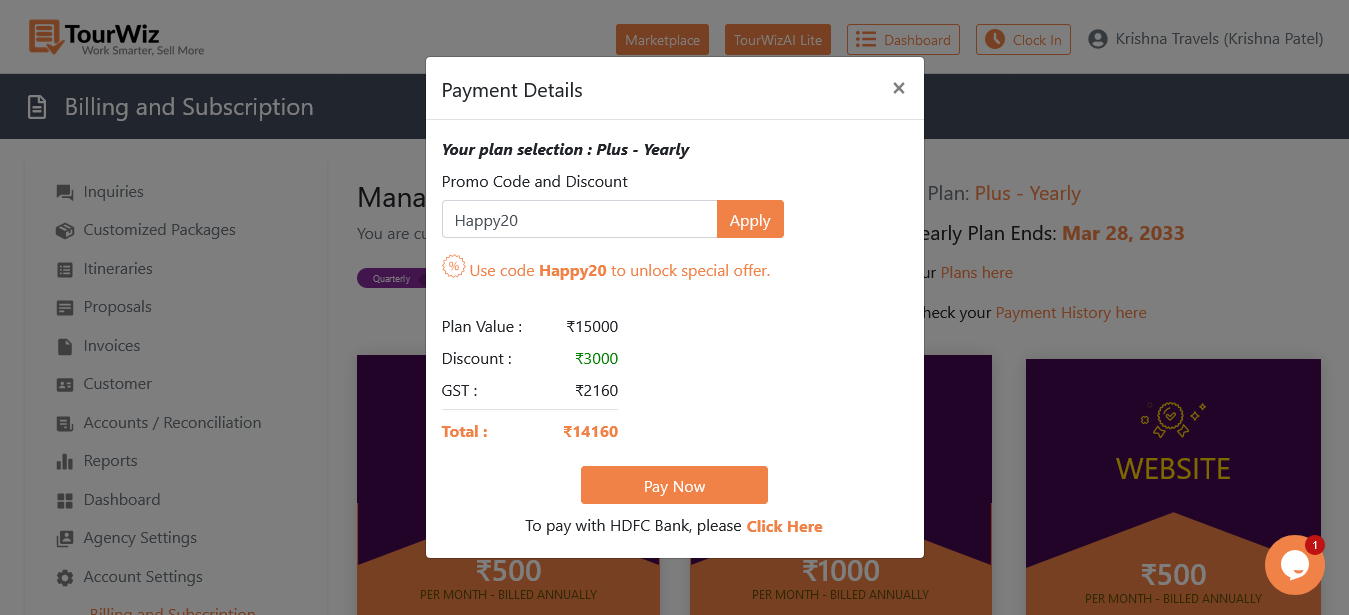 TourWiz
Work Smarter, Sell More
Marketplace
TourWizAI Lite
Dashboard
Clock In
Krishna Travels (Krishna Patel)
Billing and Subscription
Inquiries
Customized Packages
Itineraries
Proposals
Invoices
Customer
Accounts / Reconciliation
Reports
Dashboard
Agency Settings
Account Settings
Billing and Subscription
Mana
You are cu
Quarterly
Payment Details
×
Your plan selection : Plus - Yearly
Promo Code and Discount
Happy20
Apply
% Use code Happy20 to unlock special offer.
Plan Value : ₹15000
Discount : ₹3000
GST : ₹2160
Total : ₹14160
Pay Now
To pay with HDFC Bank, please Click Here
Plan: Plus - Yearly
early Plan Ends: Mar 28, 2033
ur Plans here
heck your Payment History here
₹500
PER MONTH - BILLED ANNUALLY
₹1000
PER MONTH - BILLED ANNUALLY
WEBSITE
₹500
PER MONTH - BILLED ANNUALLY
1